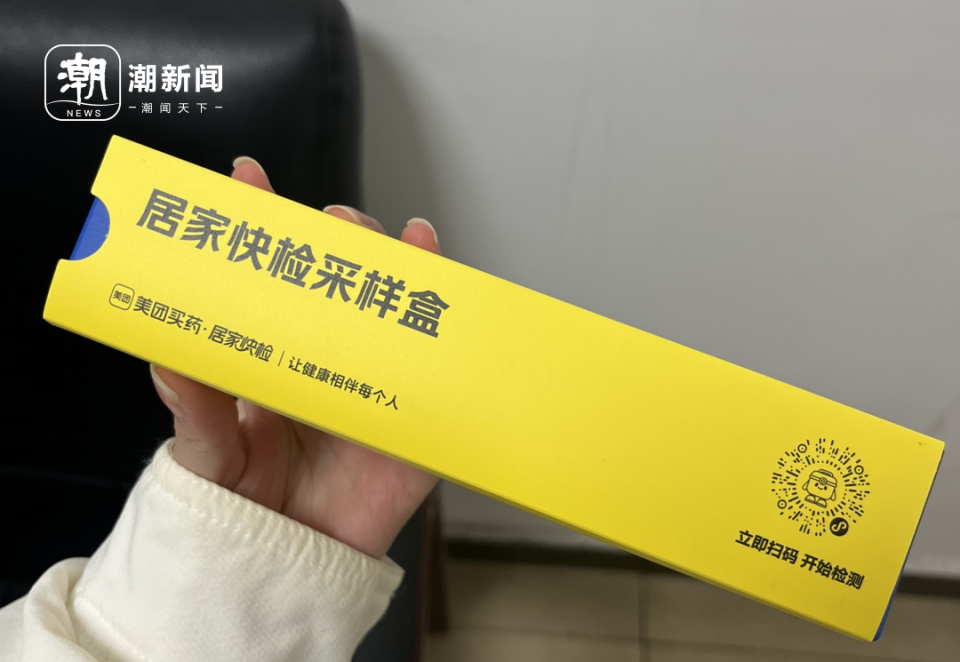 潮
NEWS
潮新闻
潮闻天下
居家快检采样盒
美团 美团买药·居家快检｜让健康相伴每个人
立即扫码 开始检测